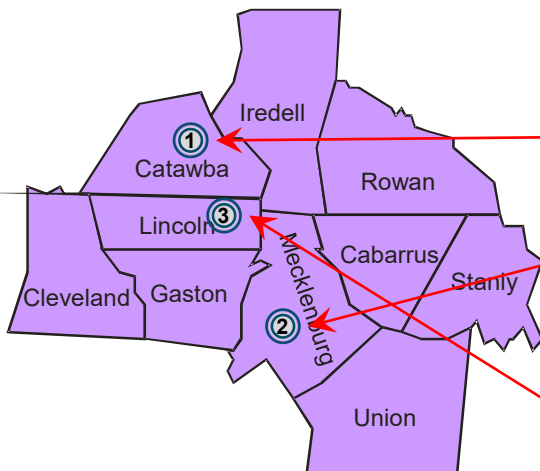 Iredell
1
Catawba
Rowan
3
Lincoln
Mecklenburg
Cabarrus
Stanly
Cleveland
Gaston
2
Union